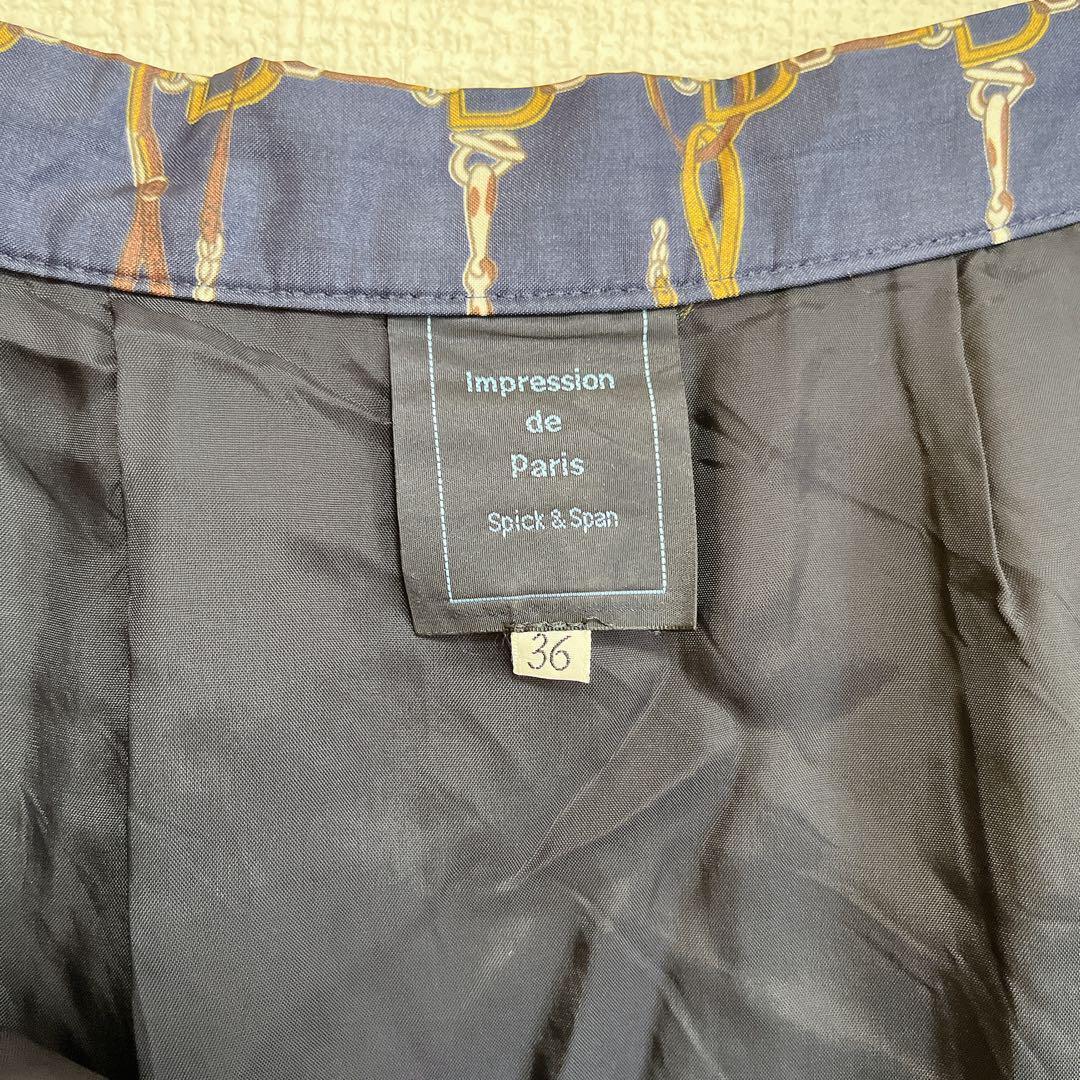 Impression
de
Paris
Spick & Span
36